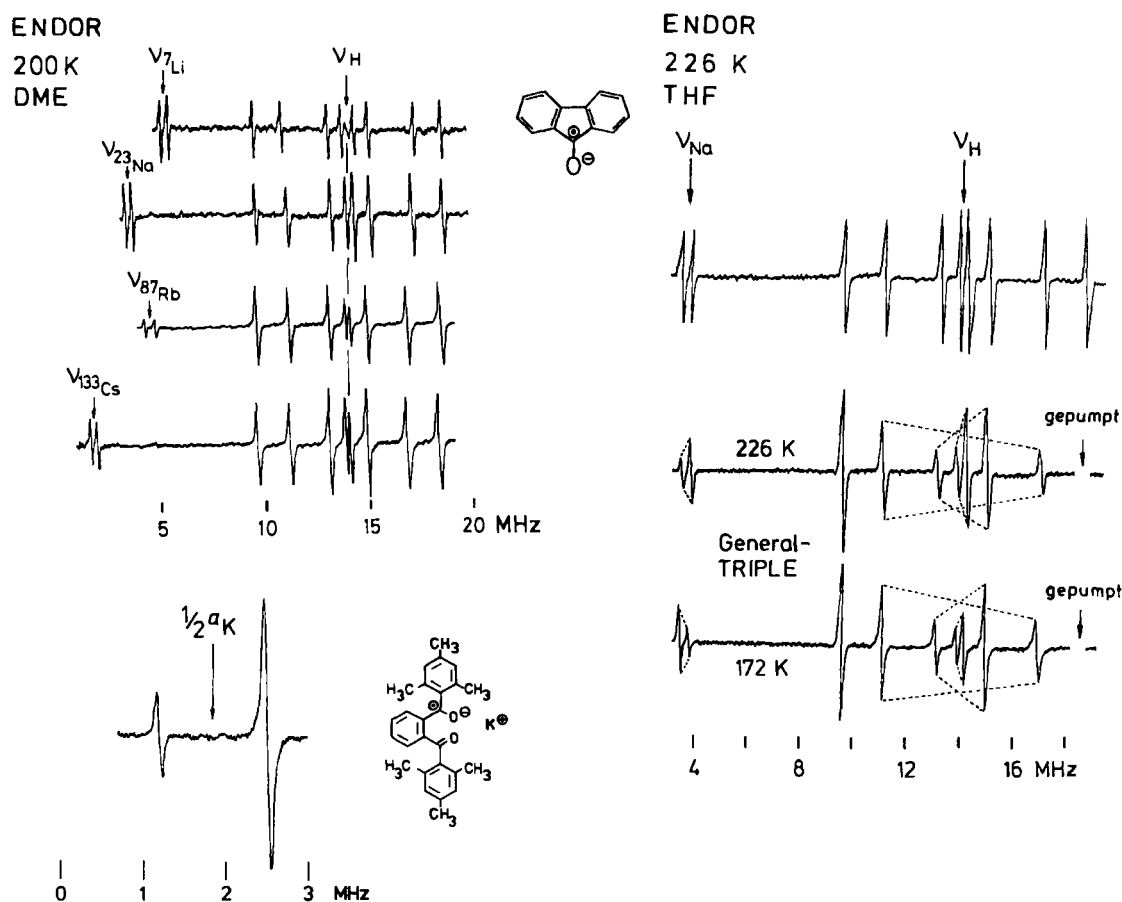 ENDOR
200K
DME
ν7Li
νH
ν23Na
ν87Rb
ν133Cs
O⊖
5 10 15 20 MHz
½ aK
0 1 2 3 MHz
CH3
H3C CH3
O⊖ K⊕
O
H3C CH3
CH3
ENDOR
226 K
THF
νNa
νH
226 K
gepumpt
General-
TRIPLE
gepumpt
172 K
4 8 12 16 MHz